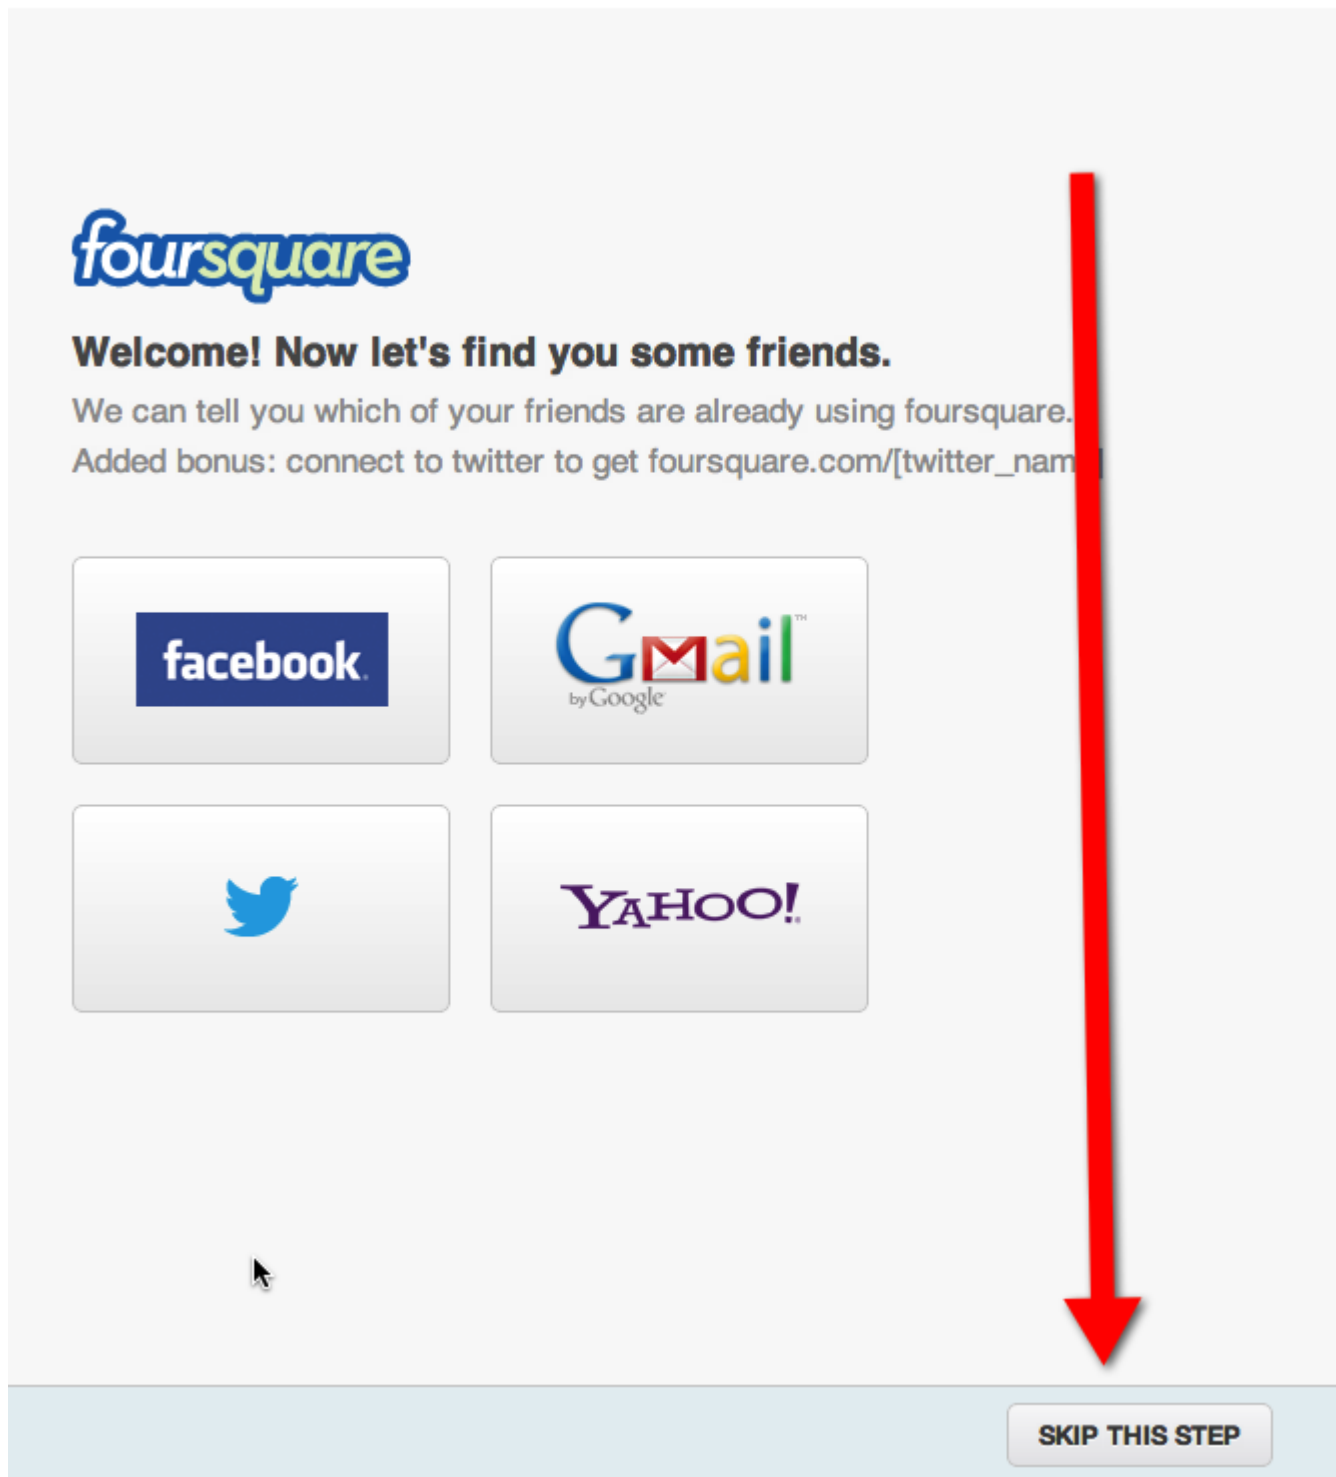 foursquare
Welcome! Now let's find you some friends.
We can tell you which of your friends are already using foursquare.
Added bonus: connect to twitter to get foursquare.com/[twitter_nam
facebook.
Gmail™
by Google
YAHOO!
SKIP THIS STEP